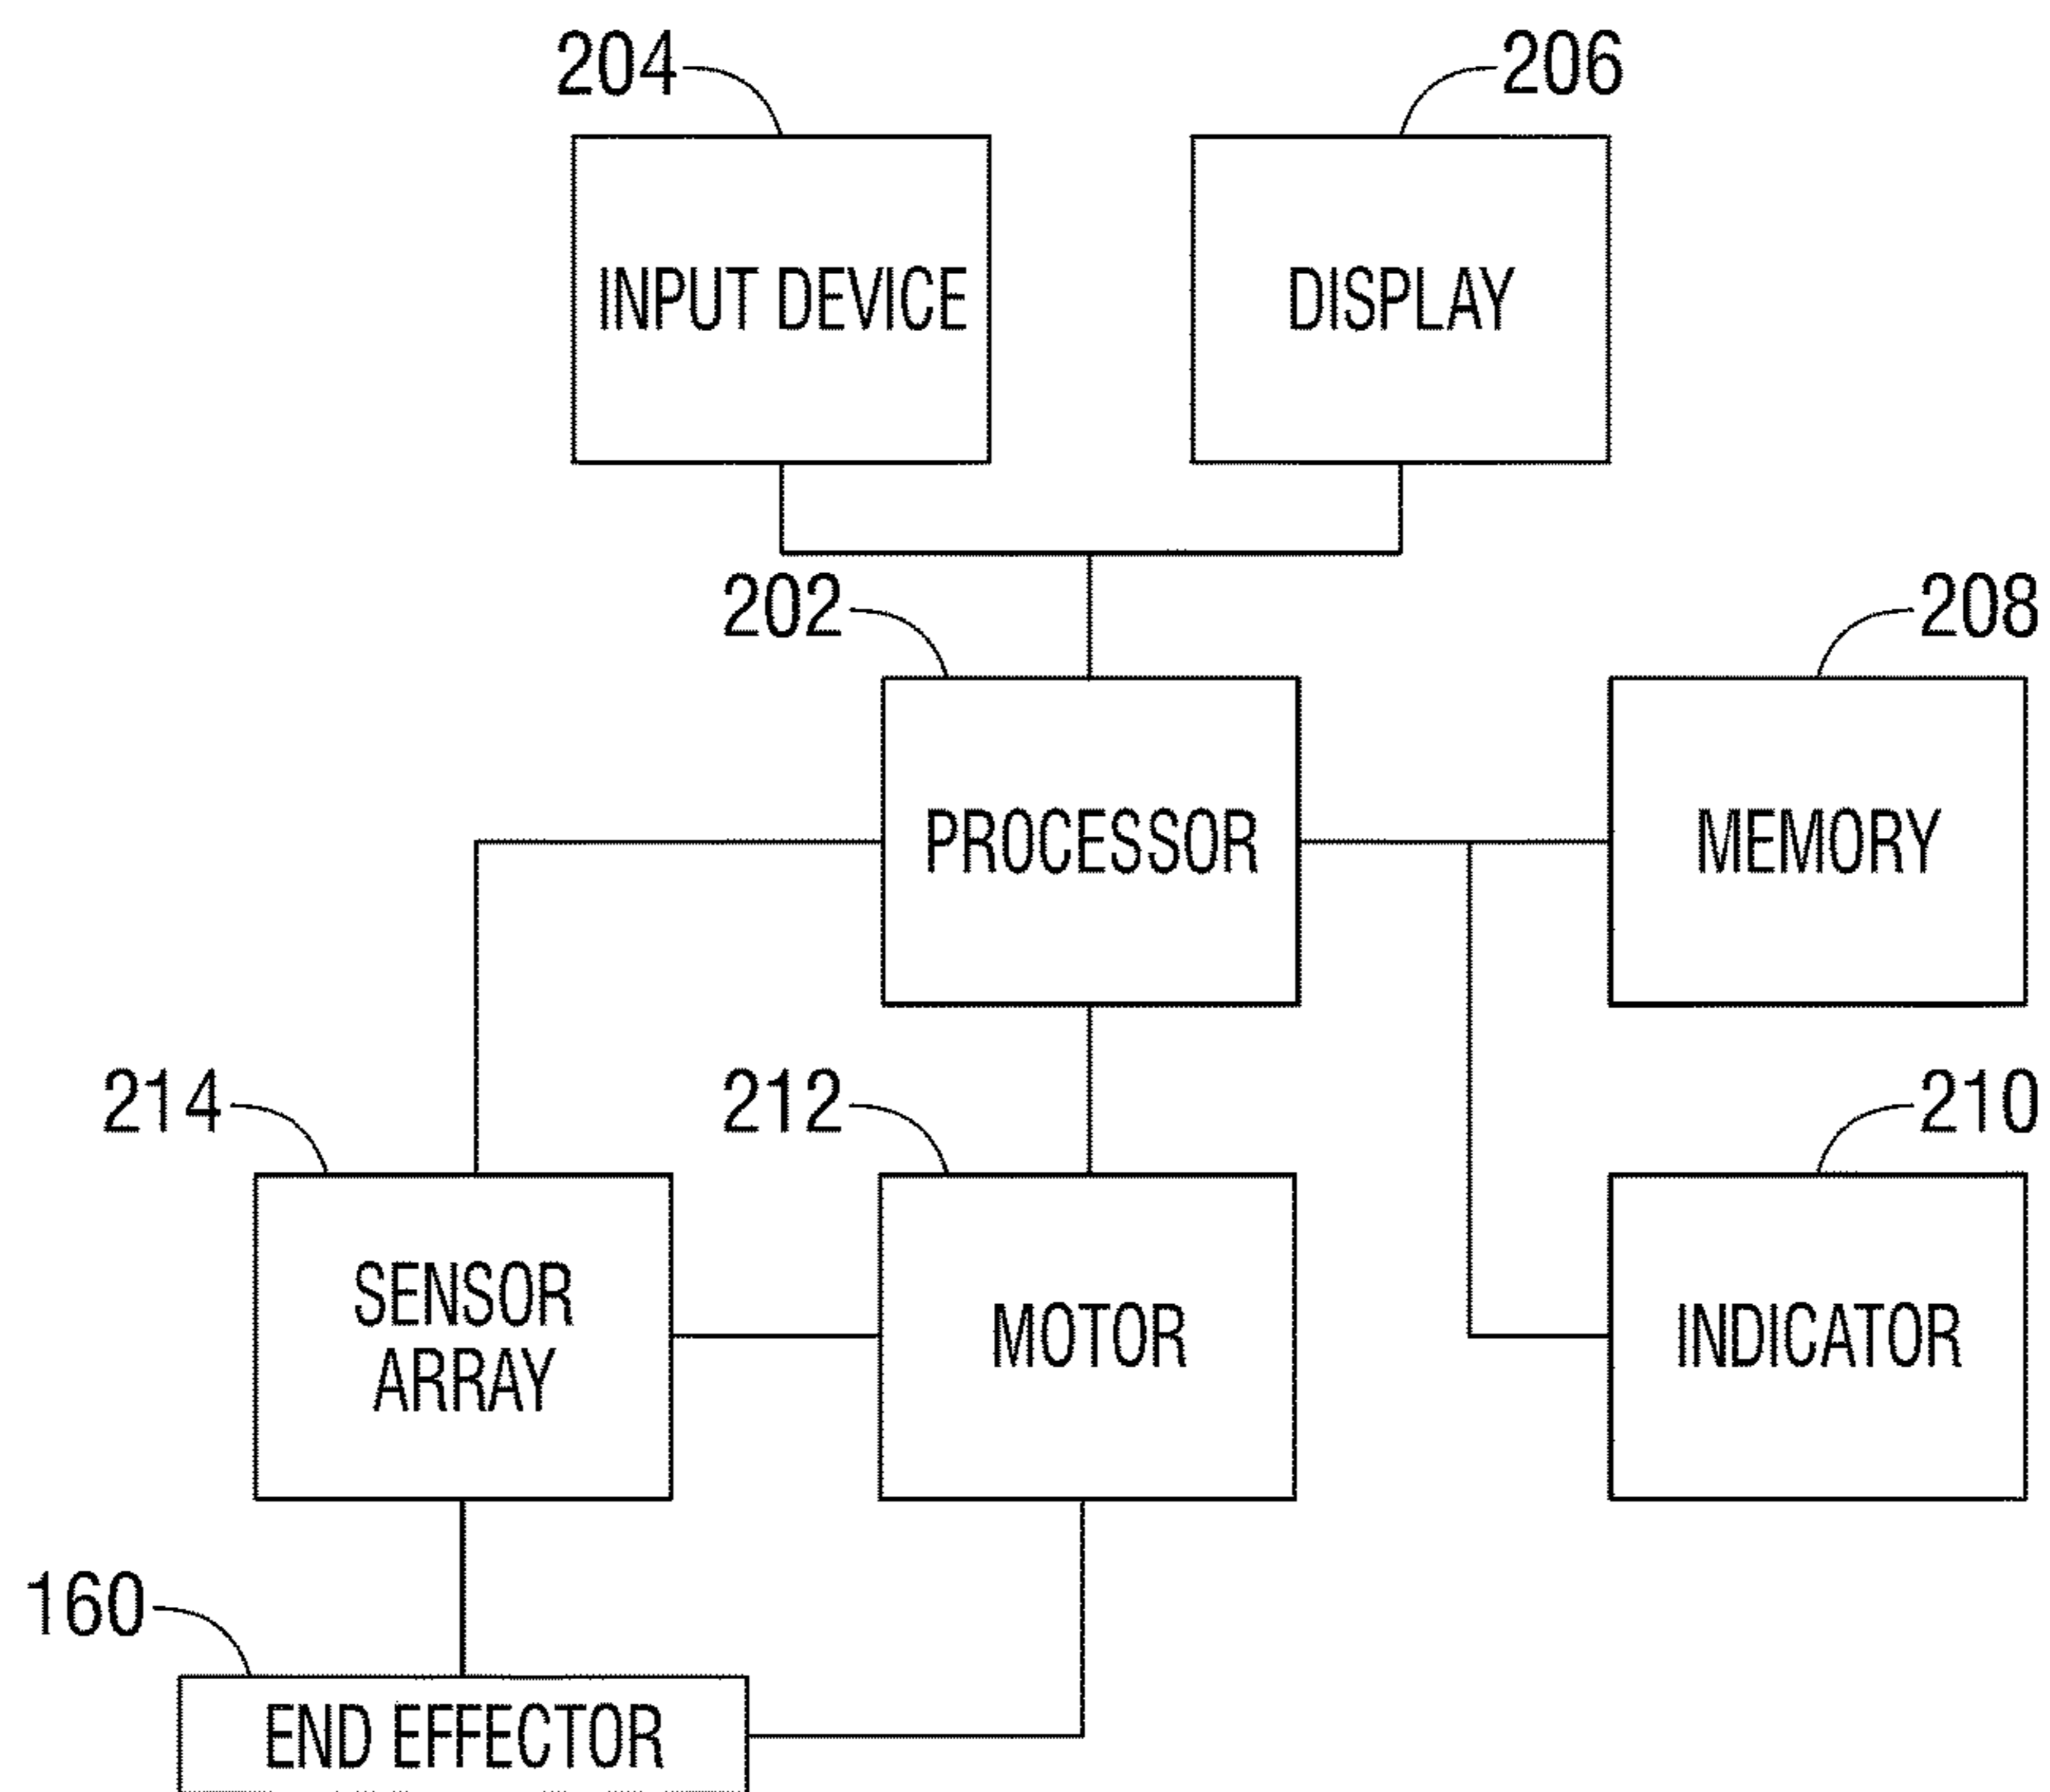 204
206
INPUT DEVICE
DISPLAY
202
208
PROCESSOR
MEMORY
214
212
210
SENSOR
ARRAY
MOTOR
INDICATOR
160
END EFFECTOR